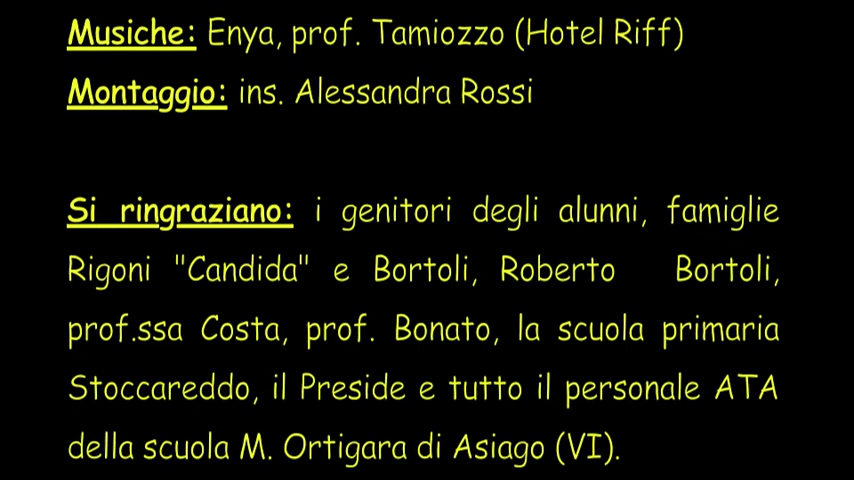 Musiche: Enya, prof. Tamiozzo (Hotel Riff)
Montaggio: ins. Alessandra Rossi
Si ringraziano: i genitori degli alunni, famiglie
Rigoni "Candida" e Bortoli, Roberto Bortoli,
prof.ssa Costa, prof. Bonato, la scuola primaria
Stoccareddo, il Preside e tutto il personale ATA
della scuola M. Ortigara di Asiago (VI).